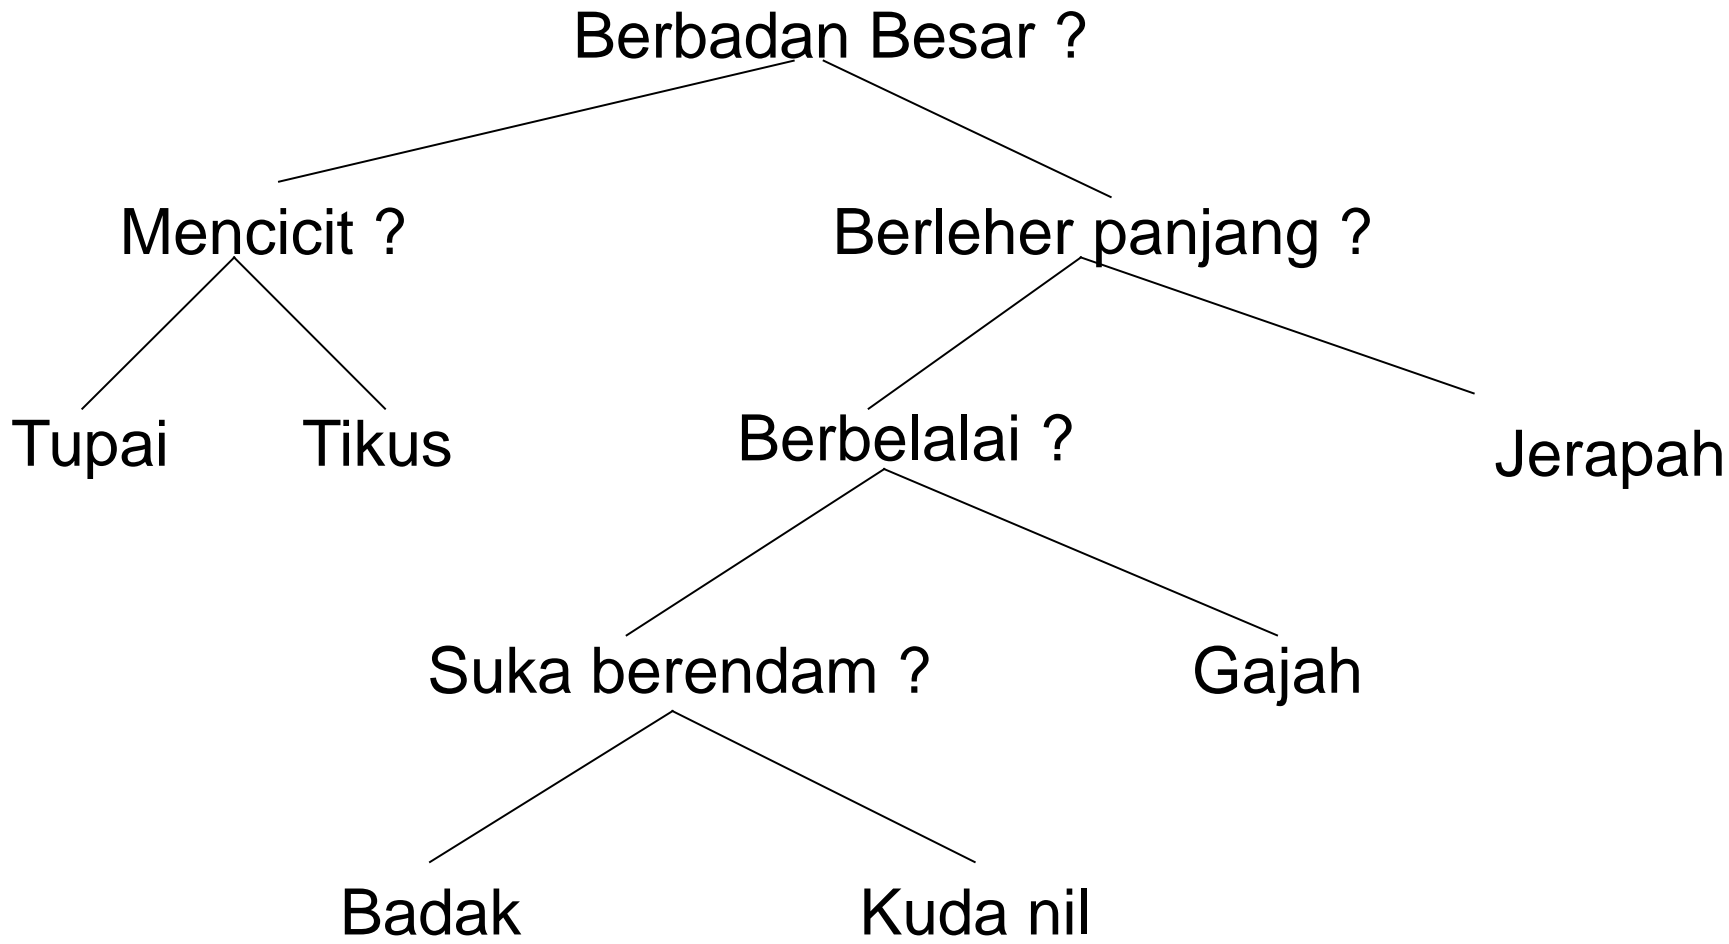 Berbadan Besar ?
Mencicit ?
Berleher panjang ?
Tupai
Tikus
Berbelalai ?
Jerapah
Suka berendam ?
Gajah
Badak
Kuda nil